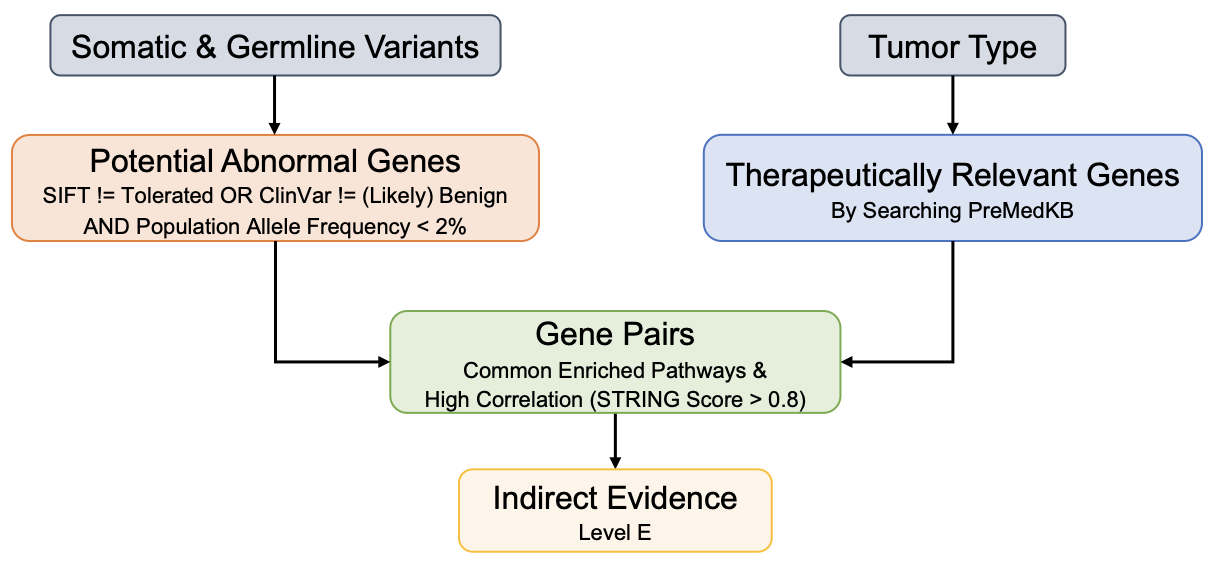 Somatic & Germline Variants
Tumor Type
Potential Abnormal Genes
SIFT != Tolerated OR ClinVar != (Likely) Benign
AND Population Allele Frequency < 2%
Therapeutically Relevant Genes
By Searching PreMedKB
Gene Pairs
Common Enriched Pathways &
High Correlation (STRING Score > 0.8)
Indirect Evidence
Level E